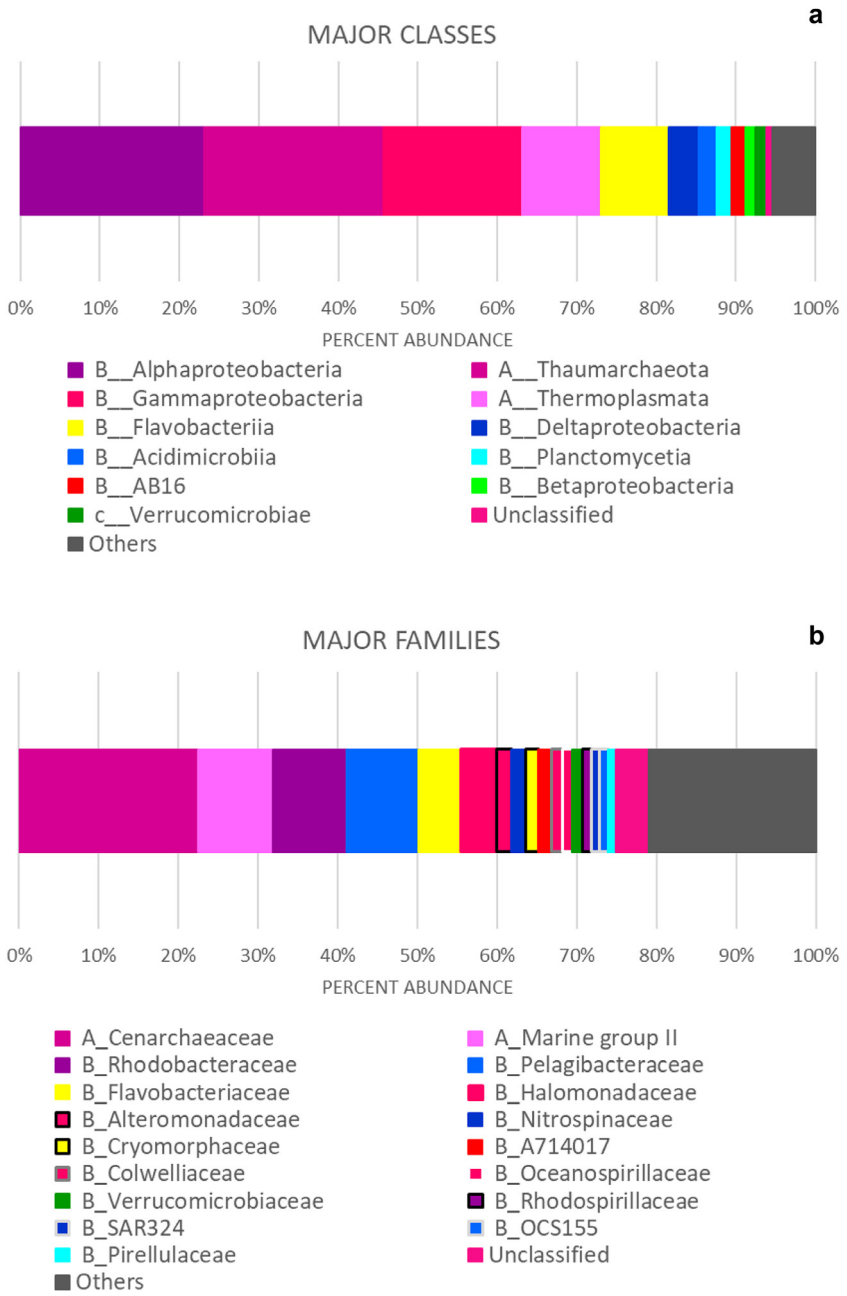 a
MAJOR CLASSES
0% 10% 20% 30% 40% 50% 60% 70% 80% 90% 100%
PERCENT ABUNDANCE
B__Alphaproteobacteria A__Thaumarchaeota
B__Gammaproteobacteria A__Thermoplasmata
B__Flavobacteriia B__Deltaproteobacteria
B__Acidimicrobiia B__Planctomycetia
B__AB16 B__Betaproteobacteria
c__Verrucomicrobiae Unclassified
Others
MAJOR FAMILIES b
0% 10% 20% 30% 40% 50% 60% 70% 80% 90% 100%
PERCENT ABUNDANCE
A_Cenarchaeaceae A_Marine group II
B_Rhodobacteraceae B_Pelagibacteraceae
B_Flavobacteriaceae B_Halomonadaceae
B_Alteromonadaceae B_Nitrospinaceae
B_Cryomorphaceae B_A714017
B_Colwelliaceae B_Oceanospirillaceae
B_Verrucomicrobiaceae B_Rhodospirillaceae
B_SAR324 B_OCS155
B_Pirellulaceae Unclassified
Others